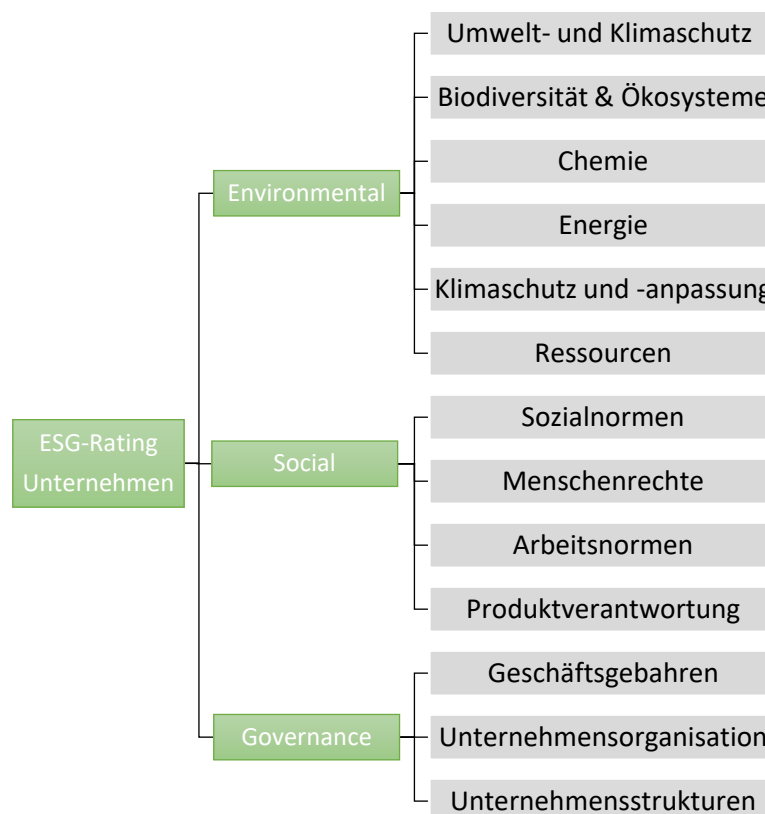 Umwelt- und Klimaschutz
Biodiversität & Ökosysteme
Chemie
Environmental
Energie
Klimaschutz und -anpassung
Ressourcen
ESG-Rating
Unternehmen
Sozialnormen
Social
Menschenrechte
Arbeitsnormen
Produktverantwortung
Geschäftsgebahren
Governance
Unternehmensorganisation
Unternehmensstrukturen